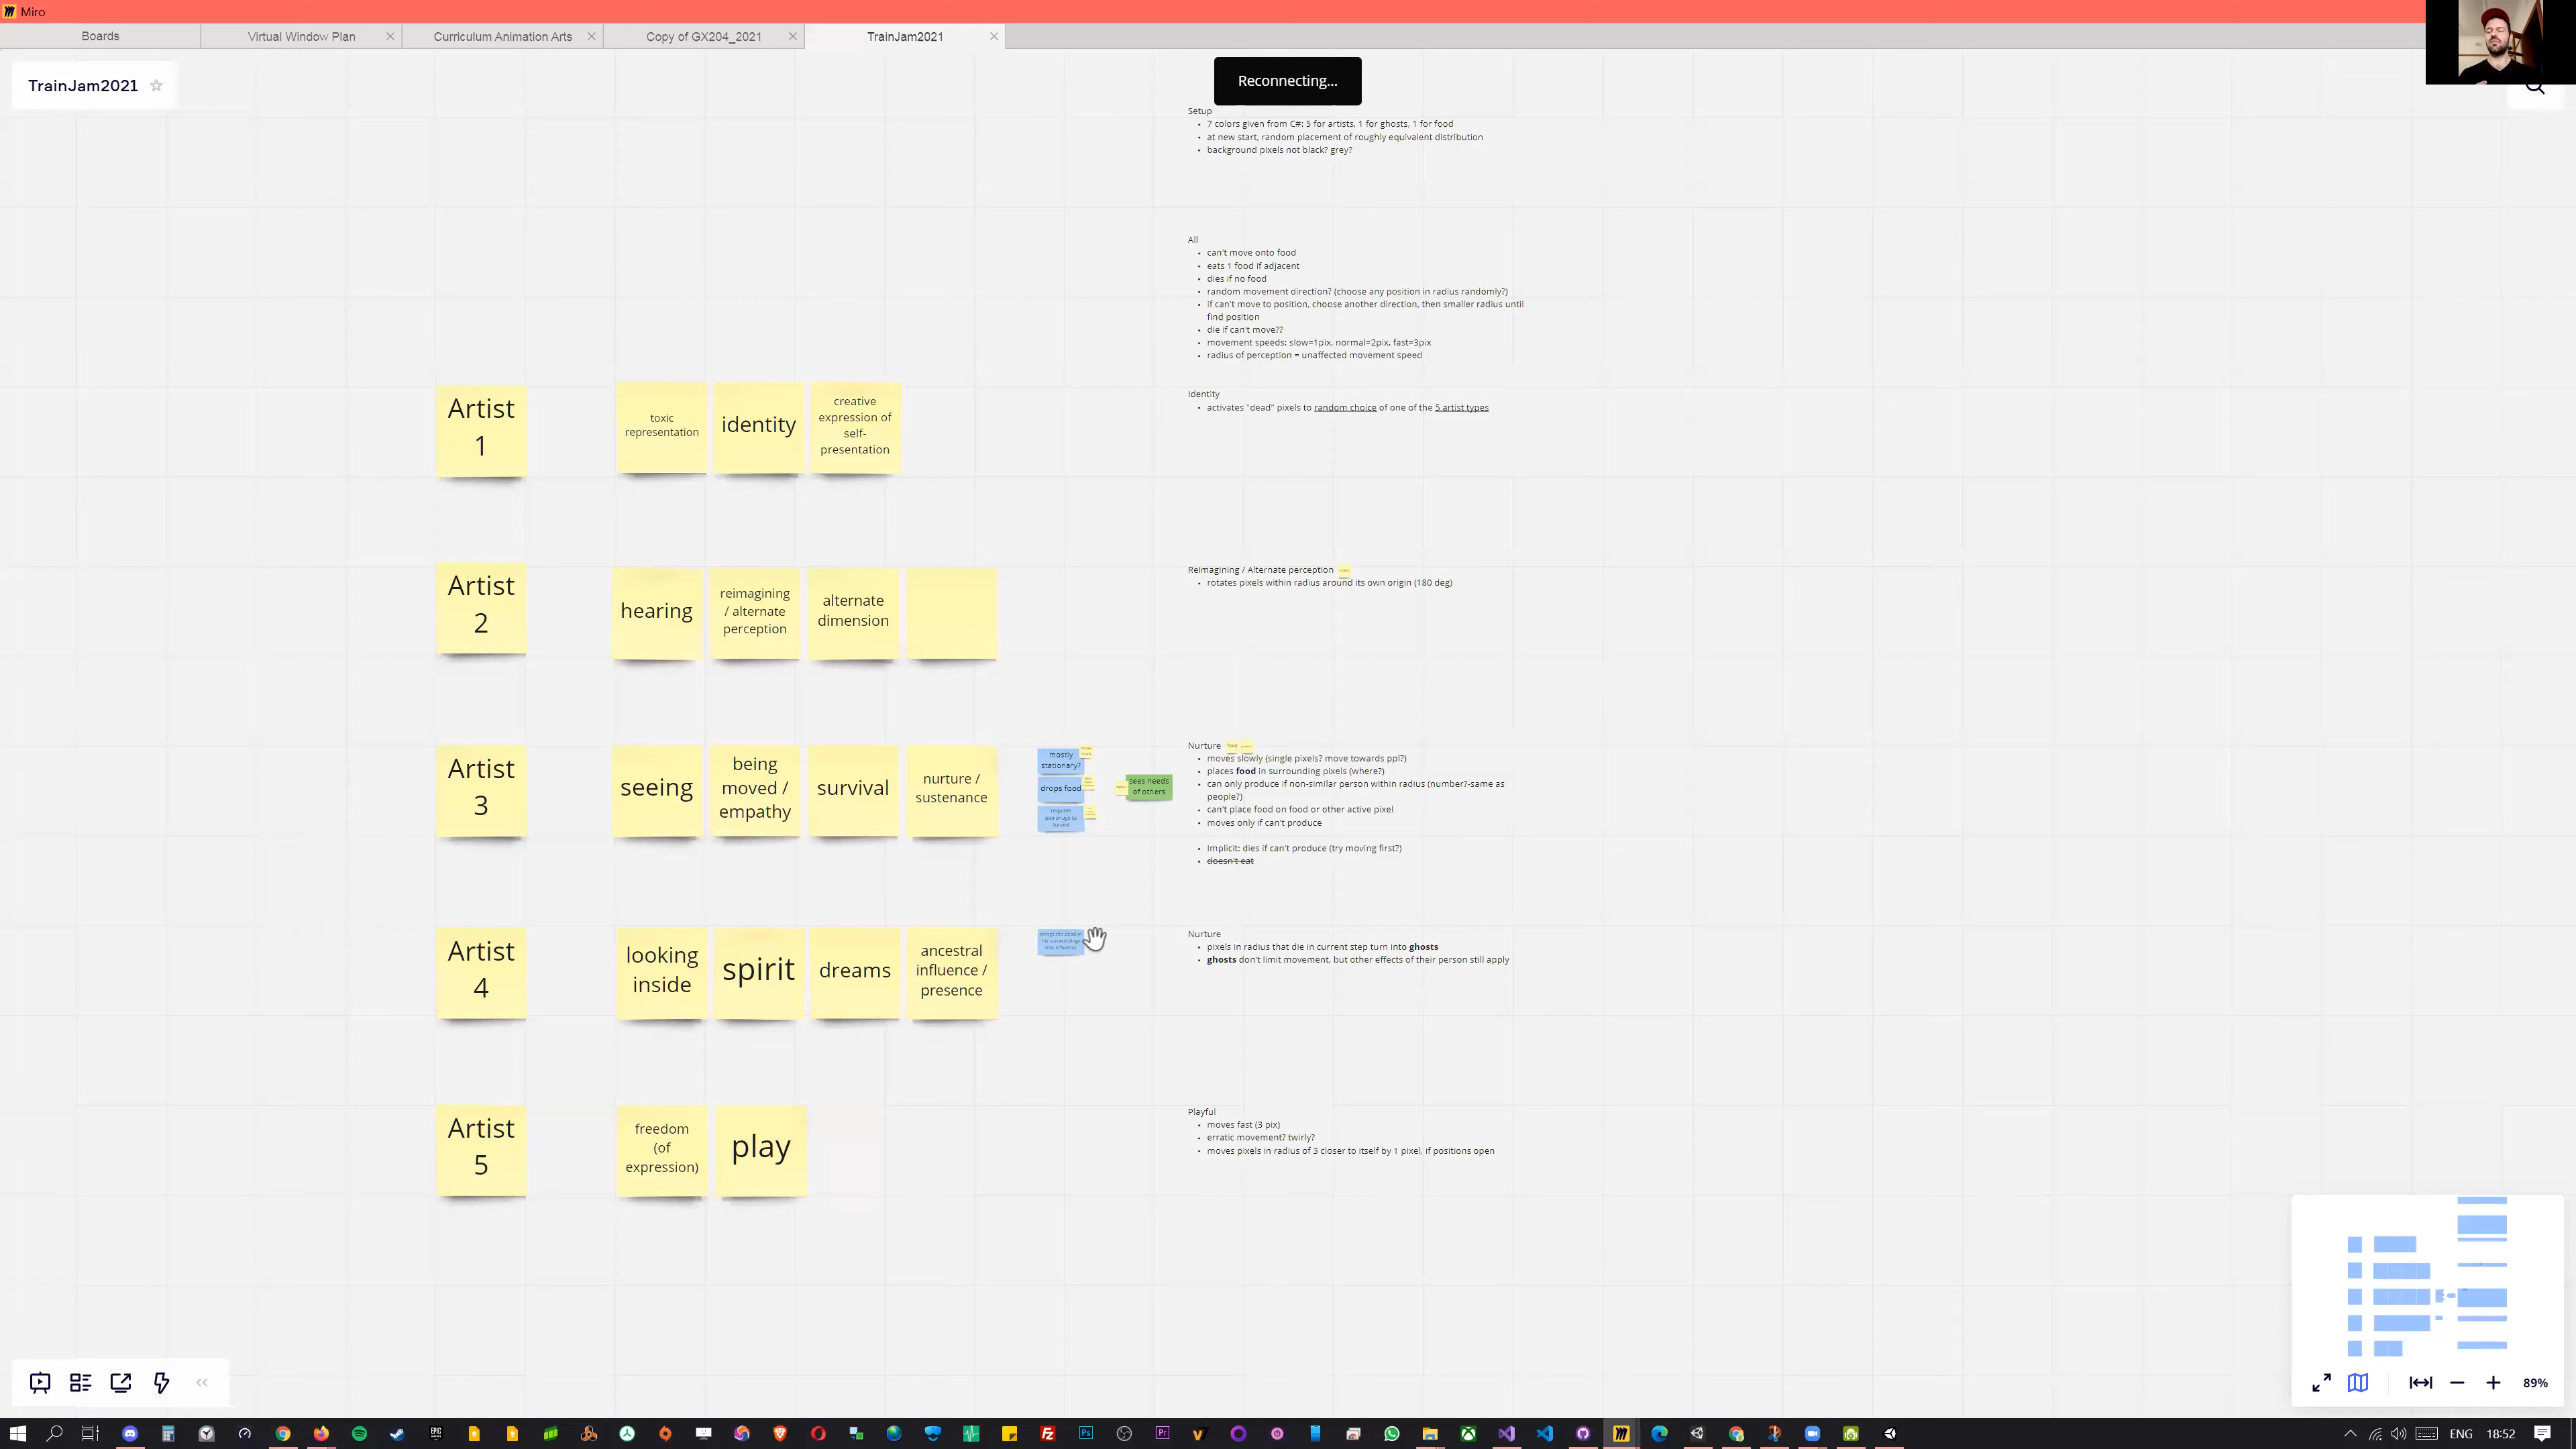 Miro
Boards
Virtual Window Plan
Curriculum Animation Arts
Copy of GX204_2021
TrainJam2021
TrainJam2021
Reconnecting...
Setup
• 7 colors given from C#: 5 for artists, 1 for ghosts, 1 for food
• at new start, random placement of roughly equivalent distribution
• background pixels not black? grey?
All
• can't move onto food
• eats 1 food if adjacent
• dies if no food
• random movement direction? (choose any position in radius randomly?)
• if can't move to position, choose another direction, then smaller radius until
find position
• die if can't move??
• movement speeds: slow=1pix, normal=2pix, fast=3pix
• radius of perception = unaffected movement speed
Artist
1
toxic
representation
identity
creative
expression of
self-
presentation
Identity
• activates "dead" pixels to random choice of one of the 5 artist types
Artist
2
hearing
reimagining
/ alternate
perception
alternate
dimension
Reimagining / Alternate perception
• rotates pixels within radius around its own origin (180 deg)
Artist
3
seeing
being
moved /
empathy
survival
nurture /
sustenance
mostly
stationary?
drops food
sees needs
of others
Nurture
• moves slowly (single pixels? move towards ppl?)
• places food in surrounding pixels (where?)
• can only produce if non-similar person within radius (number?-same as
people?)
• can't place food on food or other active pixel
• moves only if can't produce
• Implicit: dies if can't produce (try moving first?)
• doesn't eat
Artist
4
looking
inside
spirit
dreams
ancestral
influence /
presence
Nurture
• pixels in radius that die in current step turn into ghosts
• ghosts don't limit movement, but other effects of their person still apply
Artist
5
freedom
(of
expression)
play
Playful
• moves fast (3 pix)
• erratic movement? twirly?
• moves pixels in radius of 3 closer to itself by 1 pixel, if positions open
89%
ENG
18:52